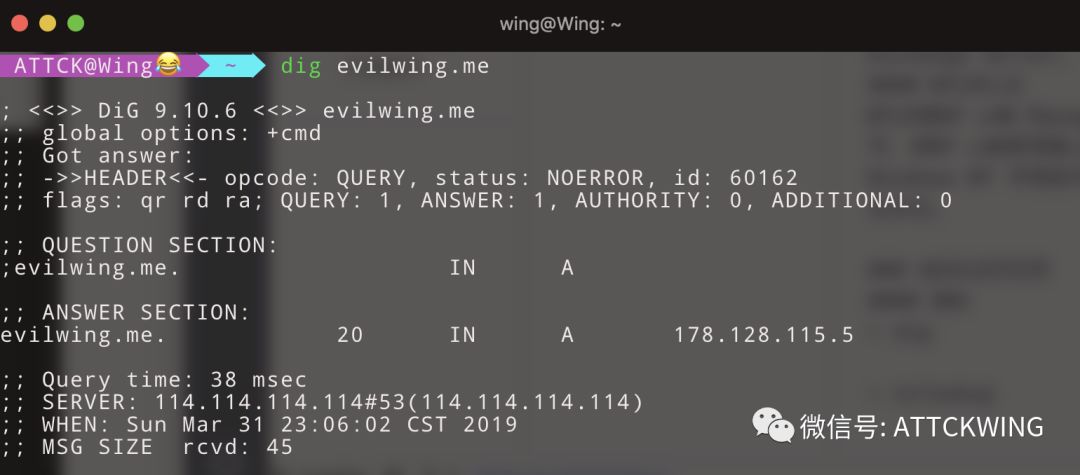 wing@Wing: ~
ATTCK@Wing😂 ~ dig evilwing.me
; <<>> DiG 9.10.6 <<>> evilwing.me
;; global options: +cmd
;; Got answer:
;; ->>HEADER<<- opcode: QUERY, status: NOERROR, id: 60162
;; flags: qr rd ra; QUERY: 1, ANSWER: 1, AUTHORITY: 0, ADDITIONAL: 0
;; QUESTION SECTION:
;evilwing.me. IN A
;; ANSWER SECTION:
evilwing.me. 20 IN A 178.128.115.5
;; Query time: 38 msec
;; SERVER: 114.114.114.114#53(114.114.114.114)
;; WHEN: Sun Mar 31 23:06:02 CST 2019
;; MSG SIZE rcvd: 45
微信号: ATTCKWING